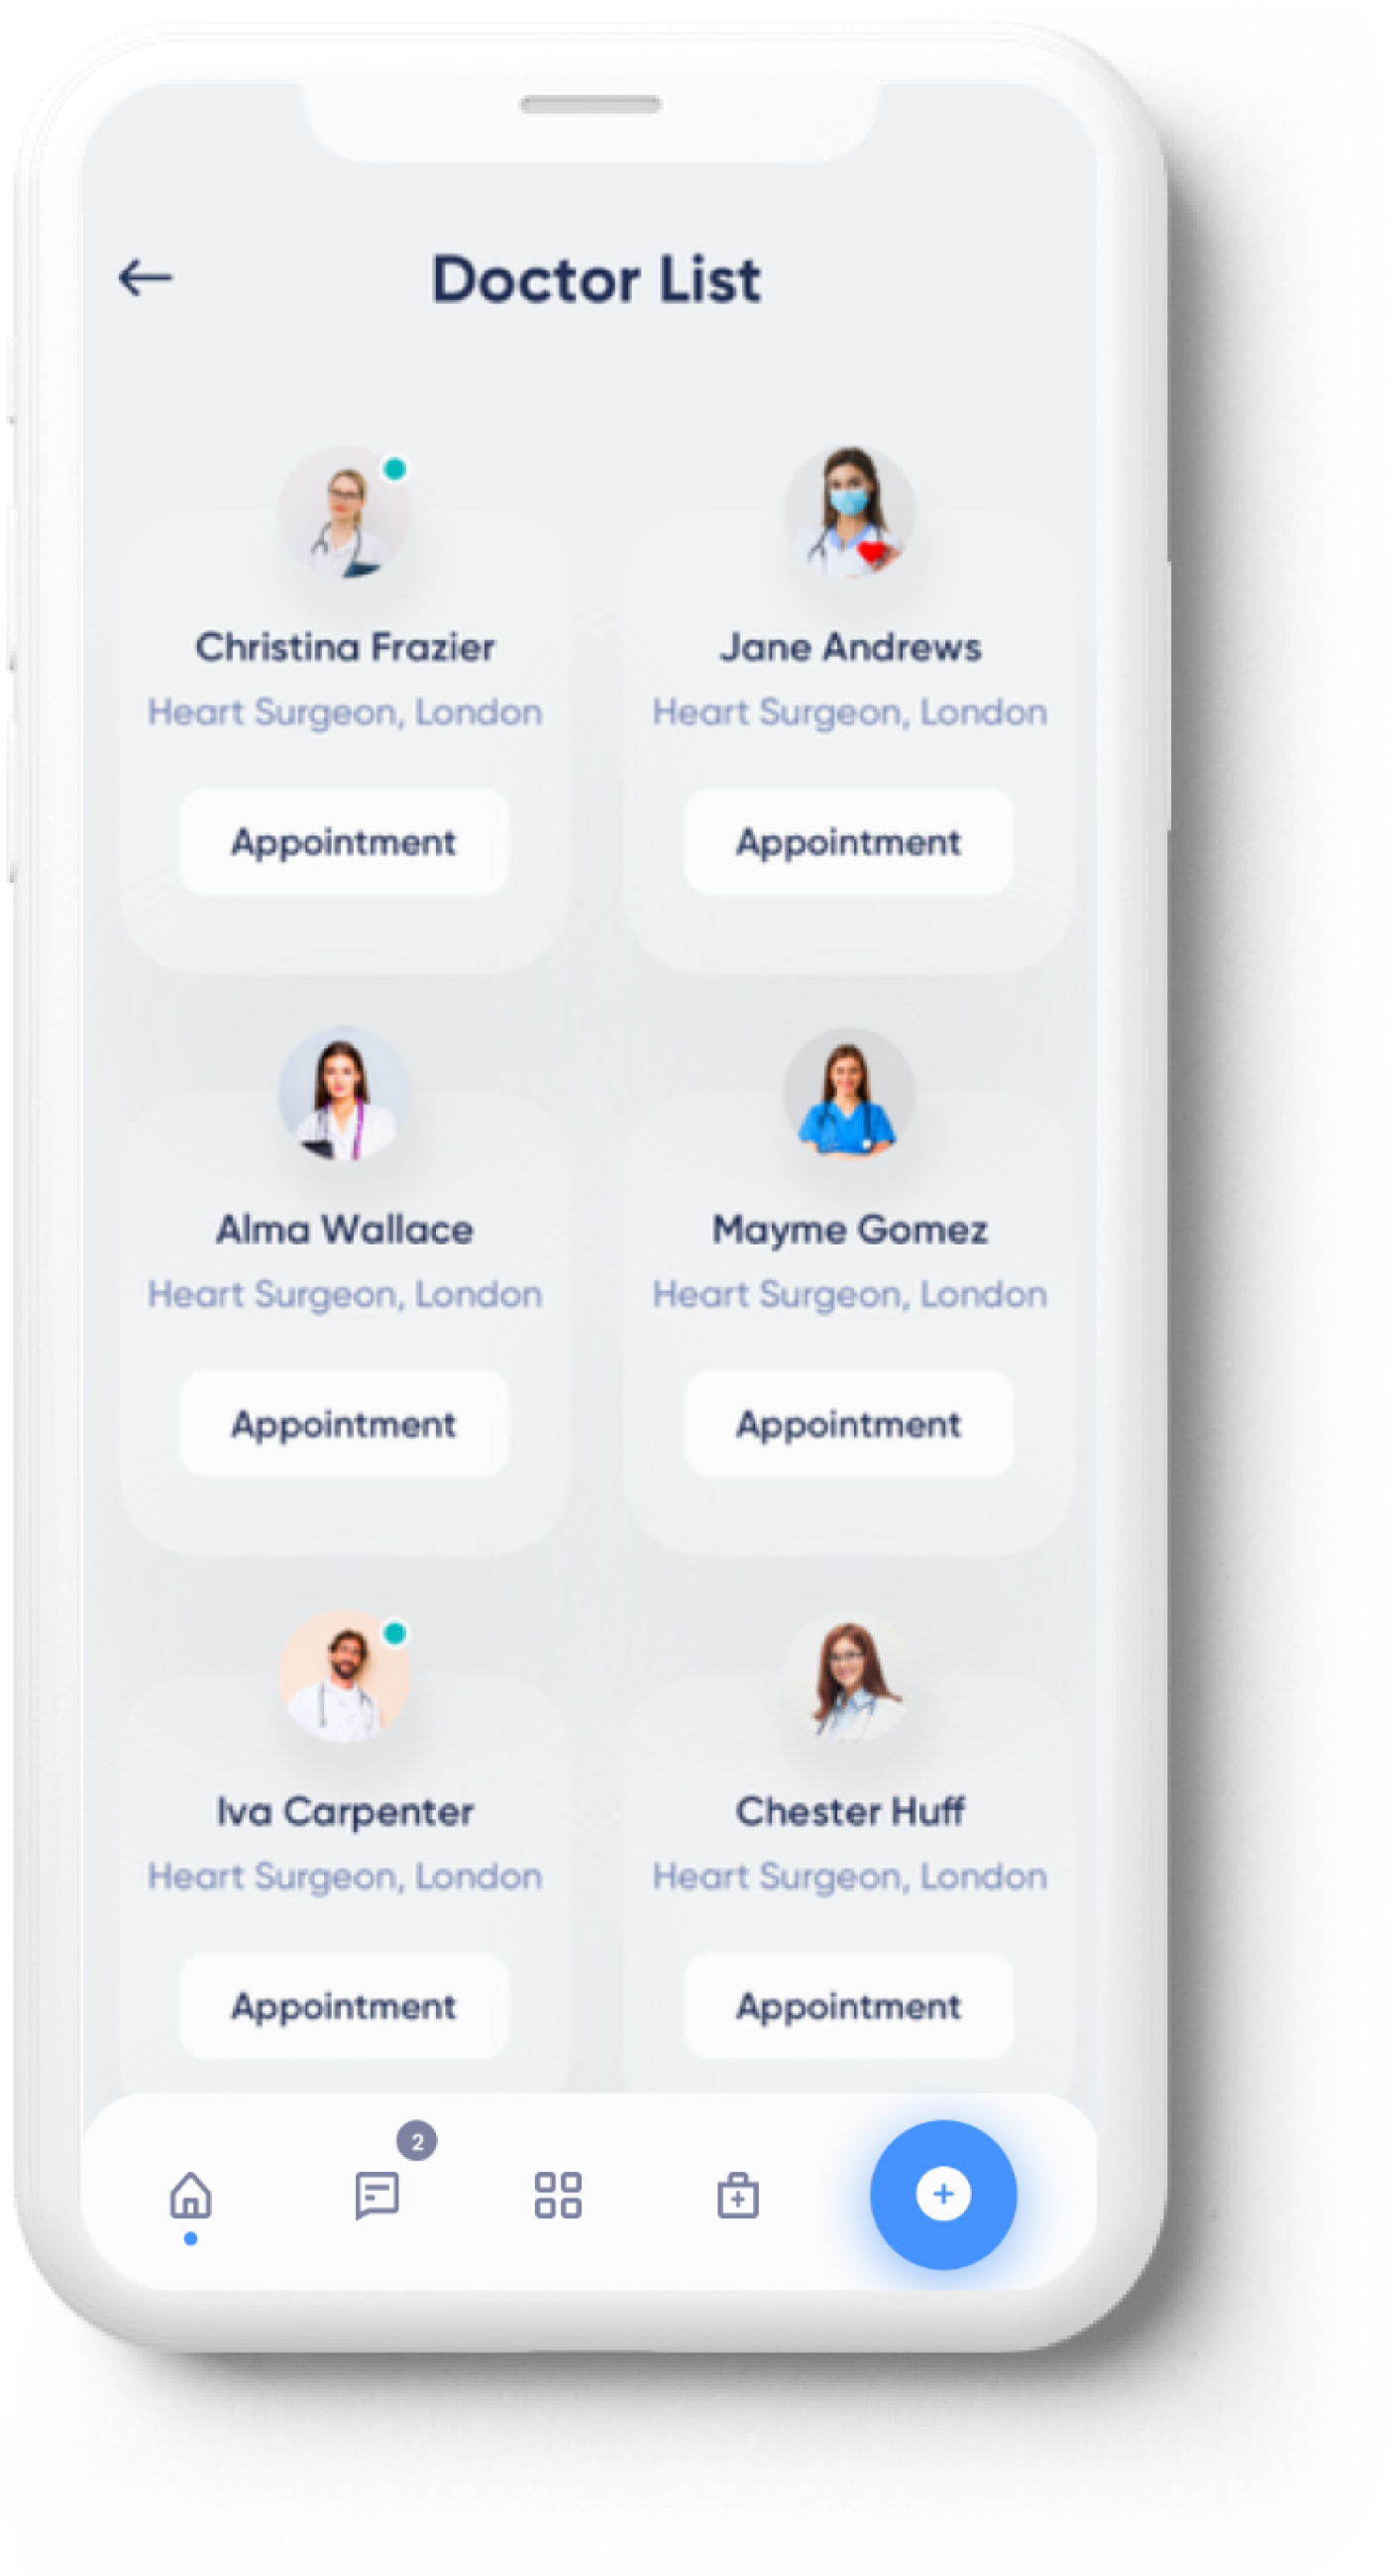 Doctor List
Christina Frazier
Heart Surgeon, London
Appointment
Jane Andrews
Heart Surgeon, London
Appointment
Alma Wallace
Heart Surgeon, London
Appointment
Mayme Gomez
Heart Surgeon, London
Appointment
Iva Carpenter
Heart Surgeon, London
Appointment
Chester Huff
Heart Surgeon, London
Appointment
2